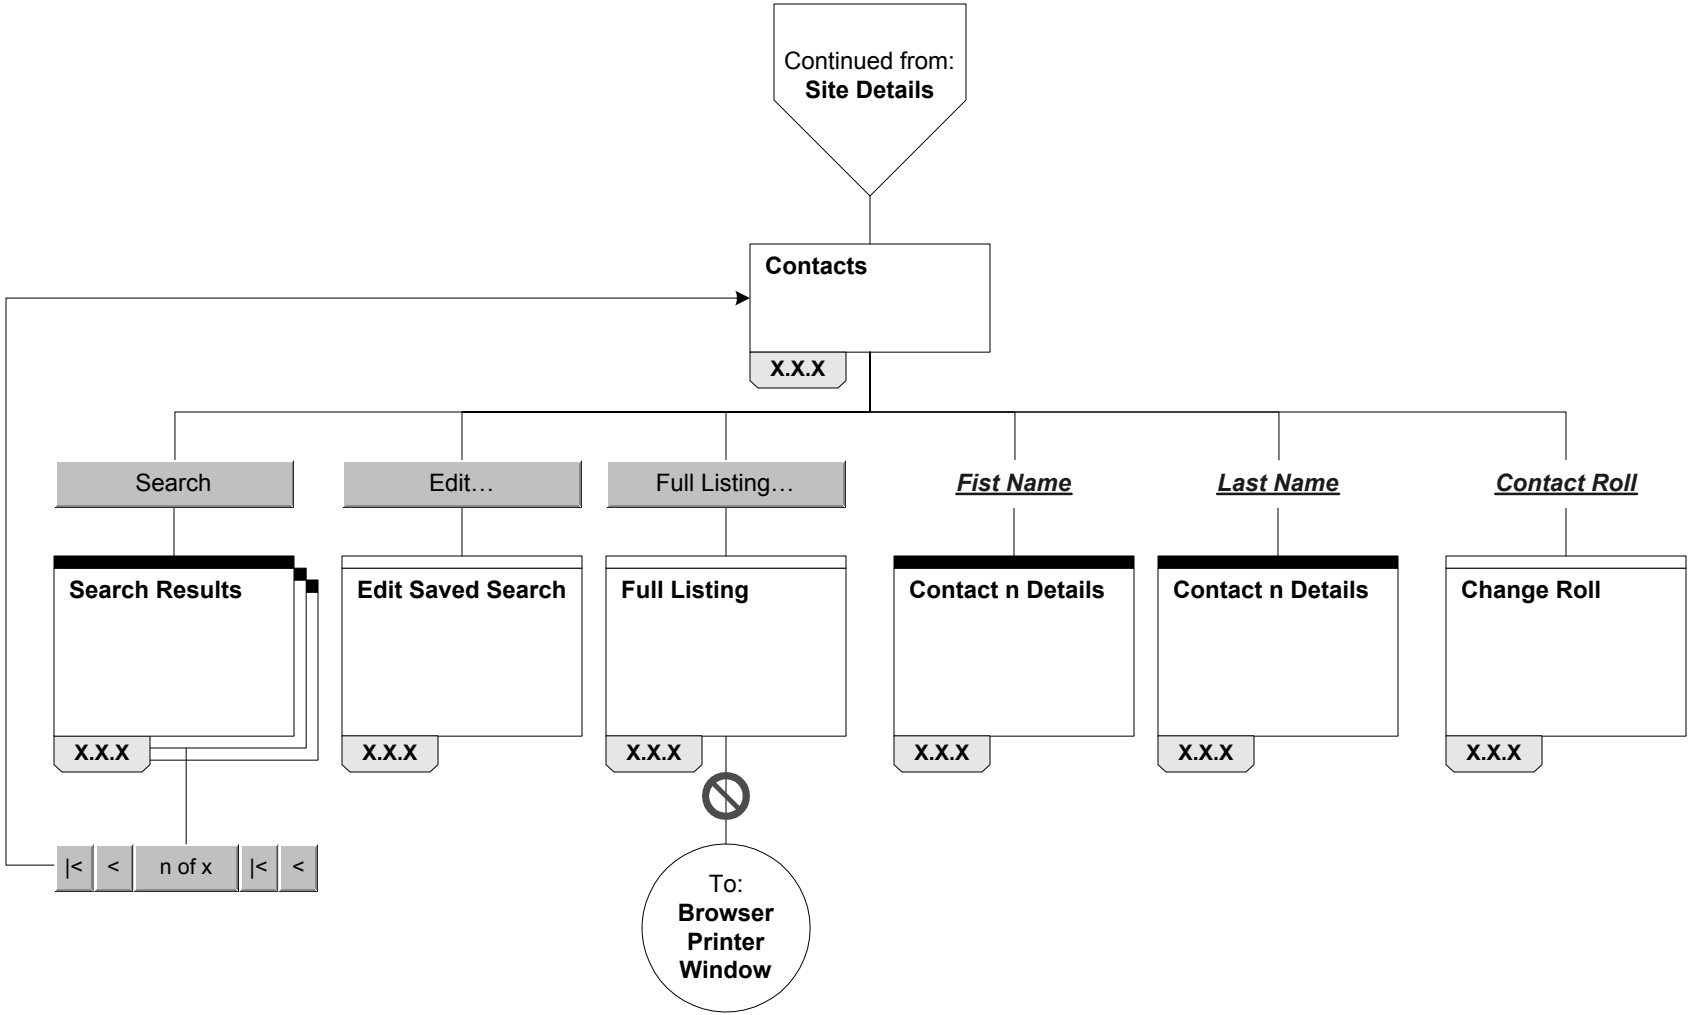 Continued from:
Site Details
Contacts
X.X.X
Search
Edit…
Full Listing…
Fist Name
Last Name
Contact Roll
Search Results
Edit Saved Search
Full Listing
Contact n Details
Contact n Details
Change Roll
X.X.X
X.X.X
X.X.X
X.X.X
X.X.X
X.X.X
|<
<
n of x
|<
<
To:
Browser
Printer
Window